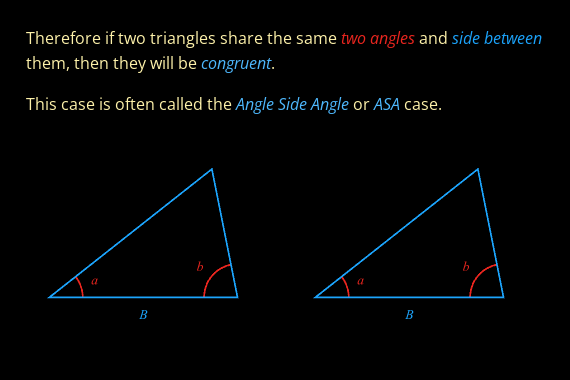 Therefore if two triangles share the same two angles and side between
them, then they will be congruent.
This case is often called the Angle Side Angle or ASA case.
b b
a a
B B